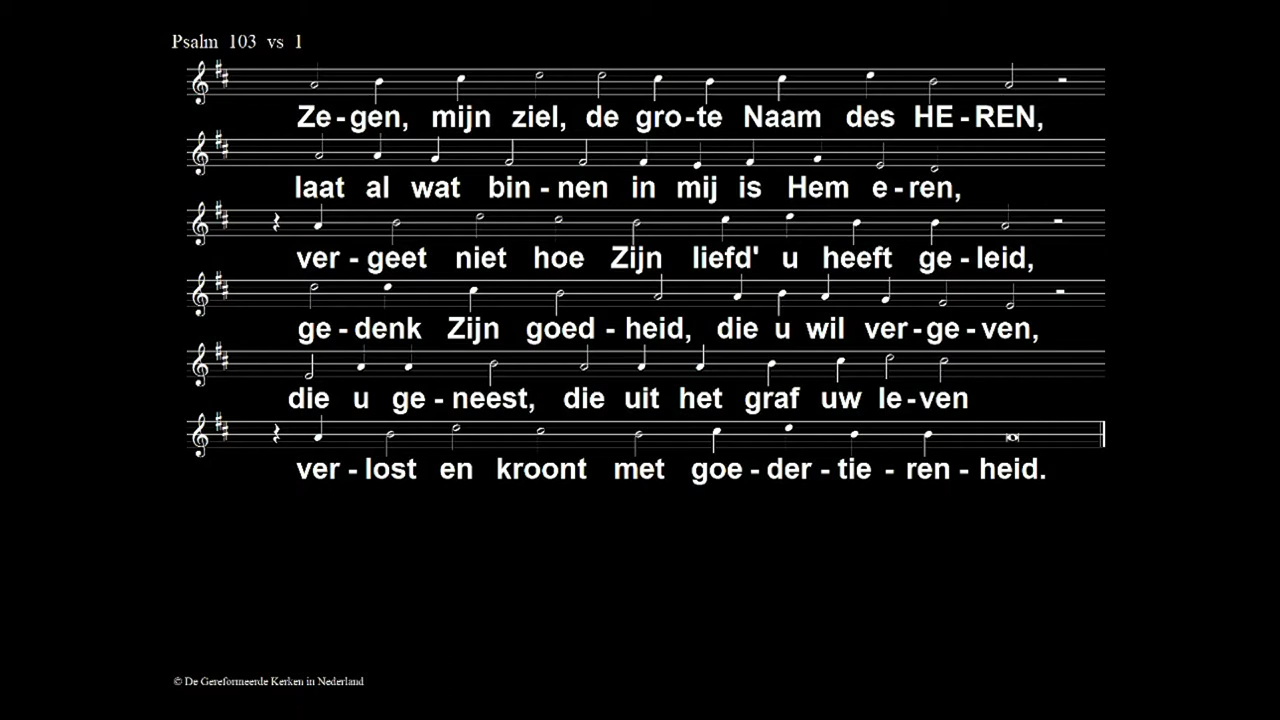 Psalm 103 vs 1
Ze-gen, mijn ziel, de gro-te Naam des HE-REN,
laat al wat bin-nen in mij is Hem e-ren,
ver-geet niet hoe Zijn liefd' u heeft ge-leid,
ge-denk Zijn goed-heid, die u wil ver-ge-ven,
die u ge-neest, die uit het graf uw le-ven
ver-lost en kroont met goe-der-tie-ren-heid.
© De Gereformeerde Kerken in Nederland